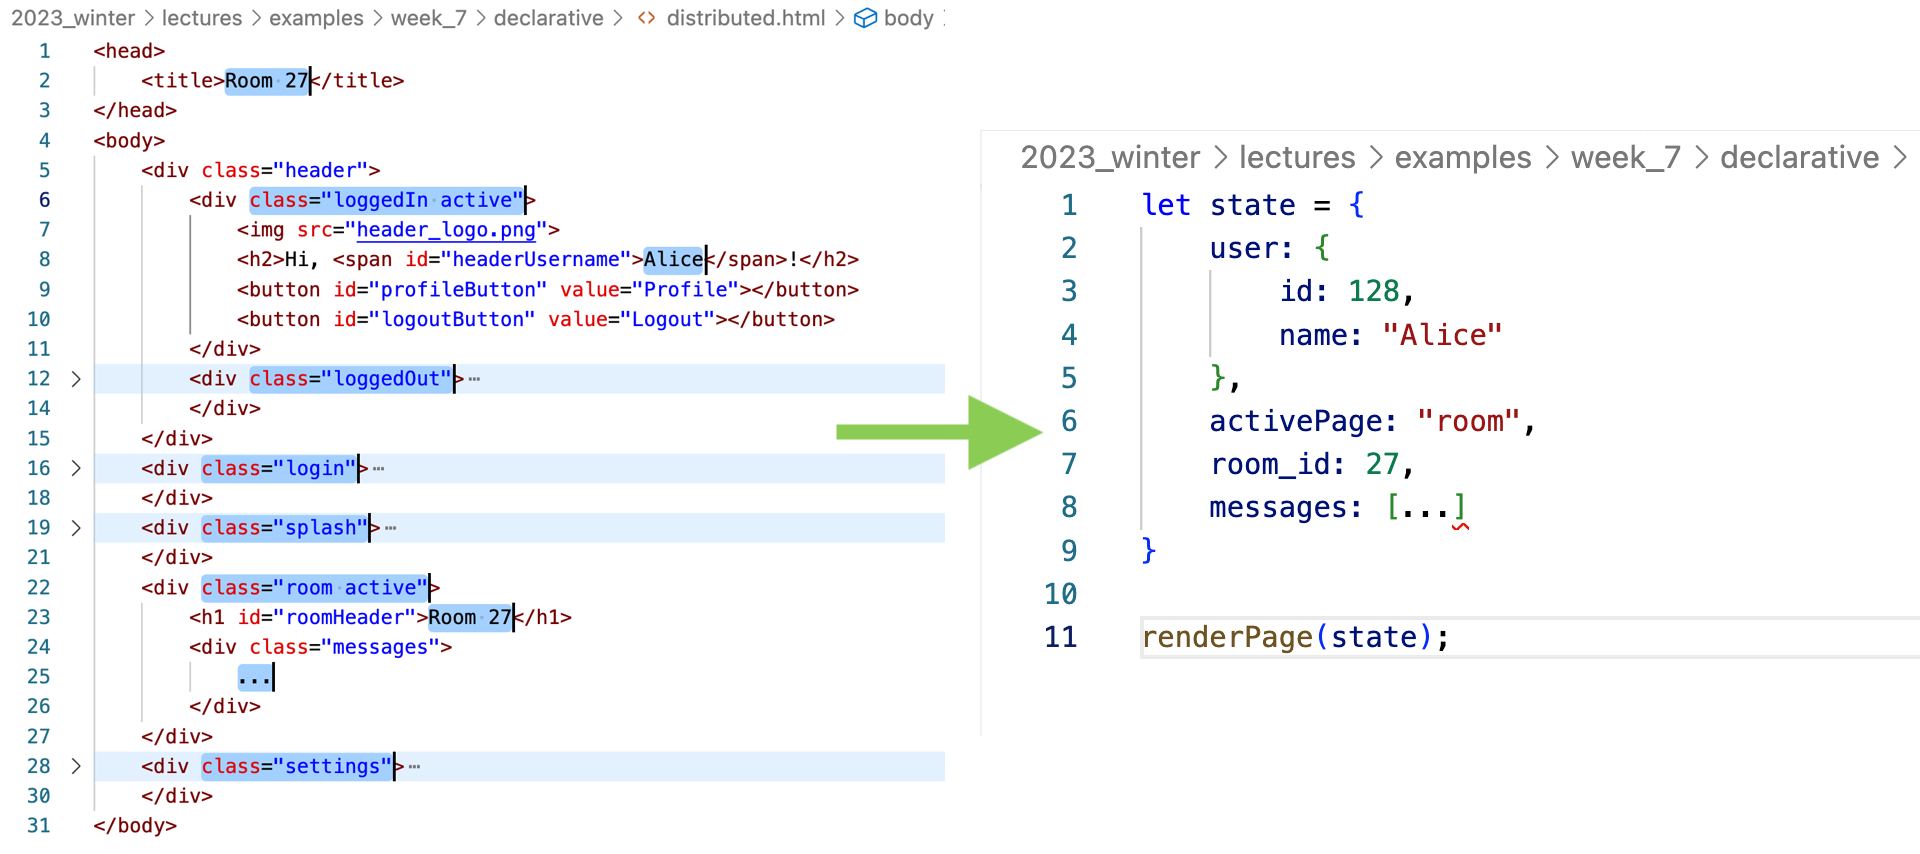 2023_winter > lectures > examples > week_7 > declarative > <> distributed.html > body
1 <head>
2 <title>Room 27</title>
3 </head>
4 <body>
5 <div class="header">
6 <div class="loggedIn active">
7 <img src="header_logo.png">
8 <h2>Hi, <span id="headerUsername">Alice</span>!</h2>
9 <button id="profileButton" value="Profile"></button>
10 <button id="logoutButton" value="Logout"></button>
11 </div>
12 > <div class="loggedOut">…
14 </div>
15 </div>
16 > <div class="login">…
18 </div>
19 > <div class="splash">…
21 </div>
22 <div class="room active">
23 <h1 id="roomHeader">Room 27</h1>
24 <div class="messages">
25 ...
26 </div>
27 </div>
28 > <div class="settings">…
30 </div>
31 </body>
2023_winter > lectures > examples > week_7 > declarative >
1 let state = {
2 user: {
3 id: 128,
4 name: "Alice"
5 },
6 activePage: "room",
7 room_id: 27,
8 messages: [...]
9 }
10
11 renderPage(state);